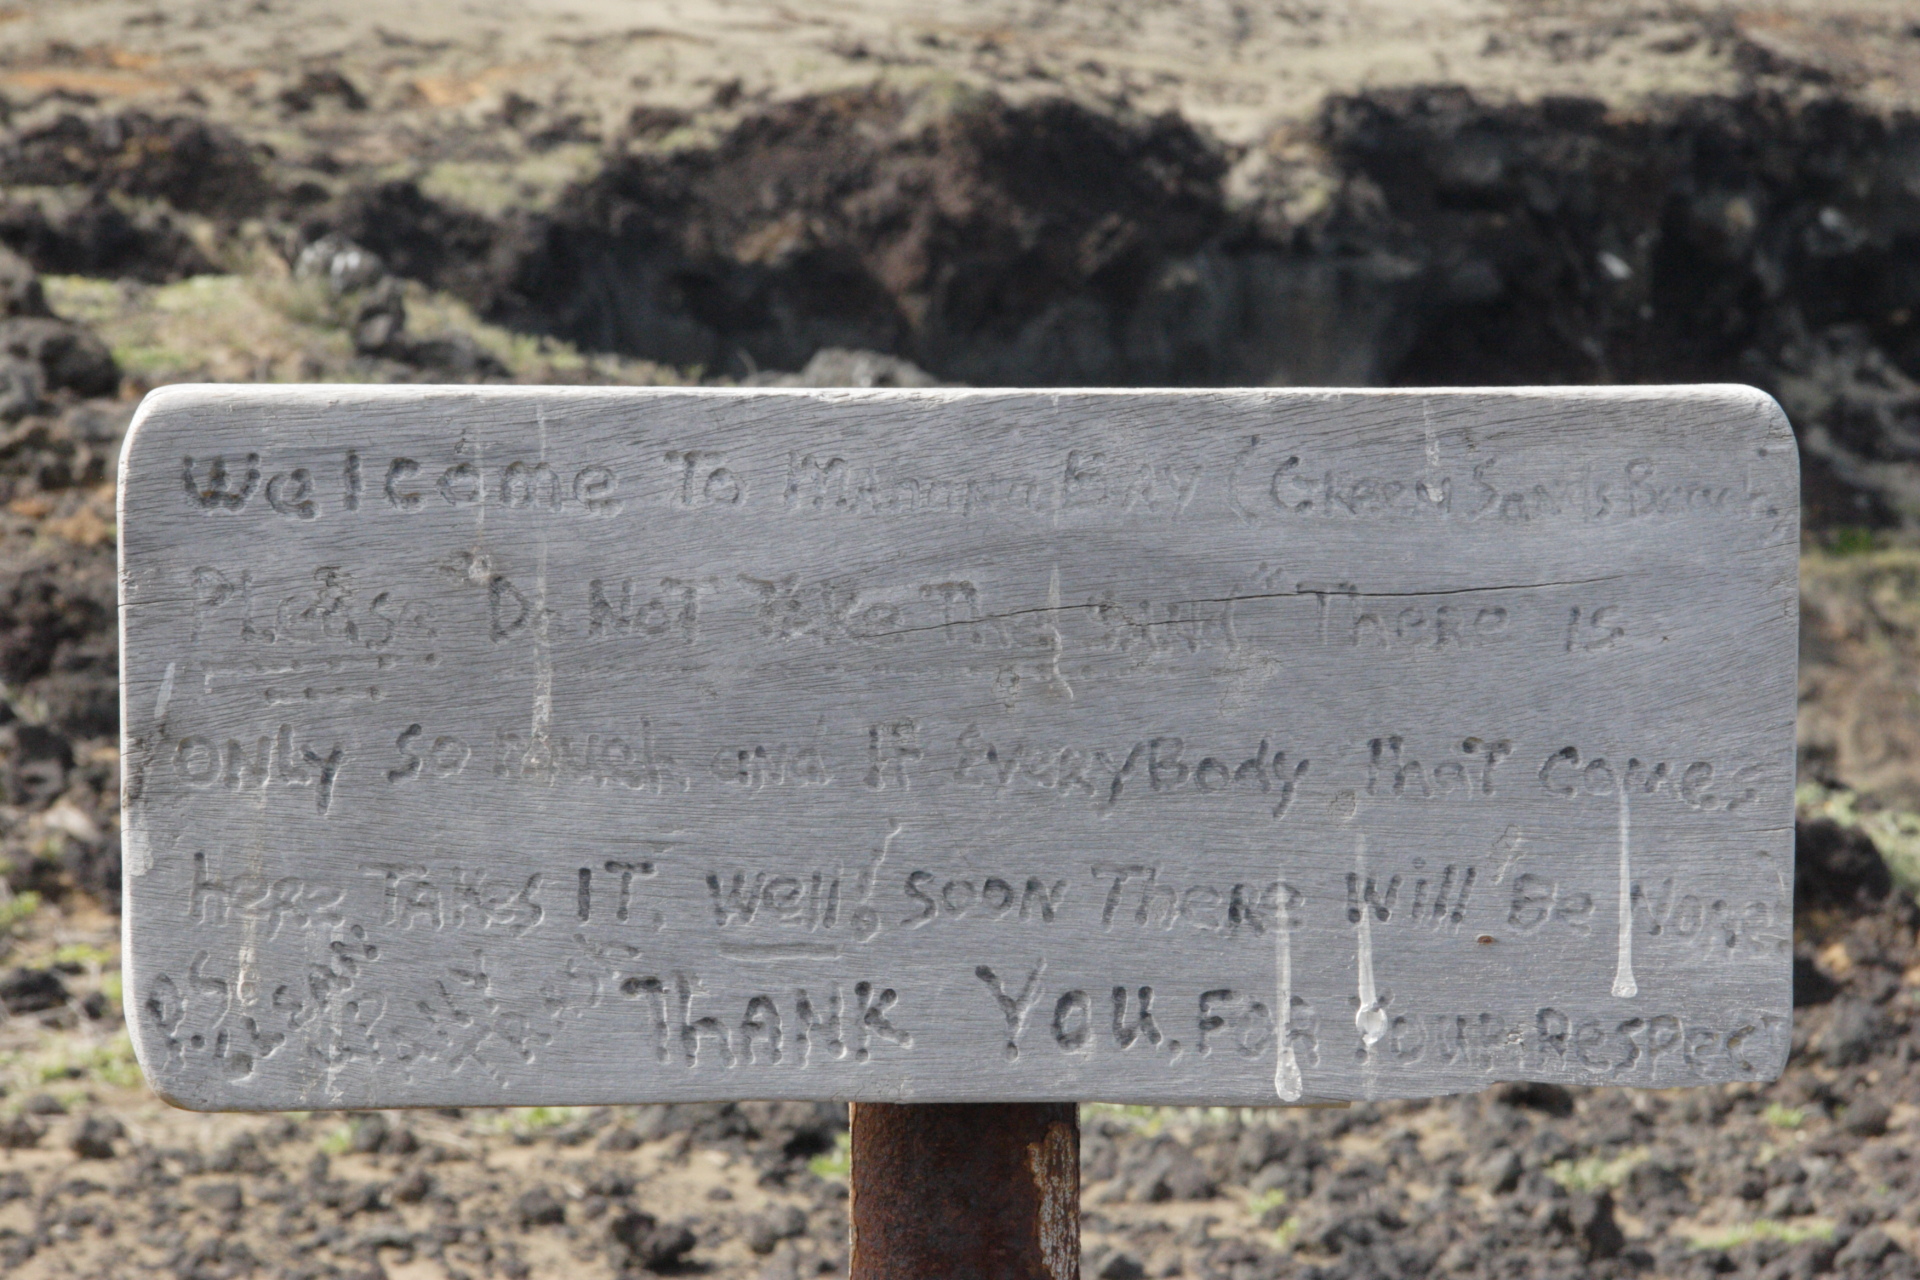 Welcome To Mahana BAY (Green Sands Beach)
Please Do NoT Take The "SAND" There is
ONLY So much and IF EveryBody That Comes
here TAKes IT. Well! SOON There Will Be None
THANK YOU, FOR Your Respect
P.S.